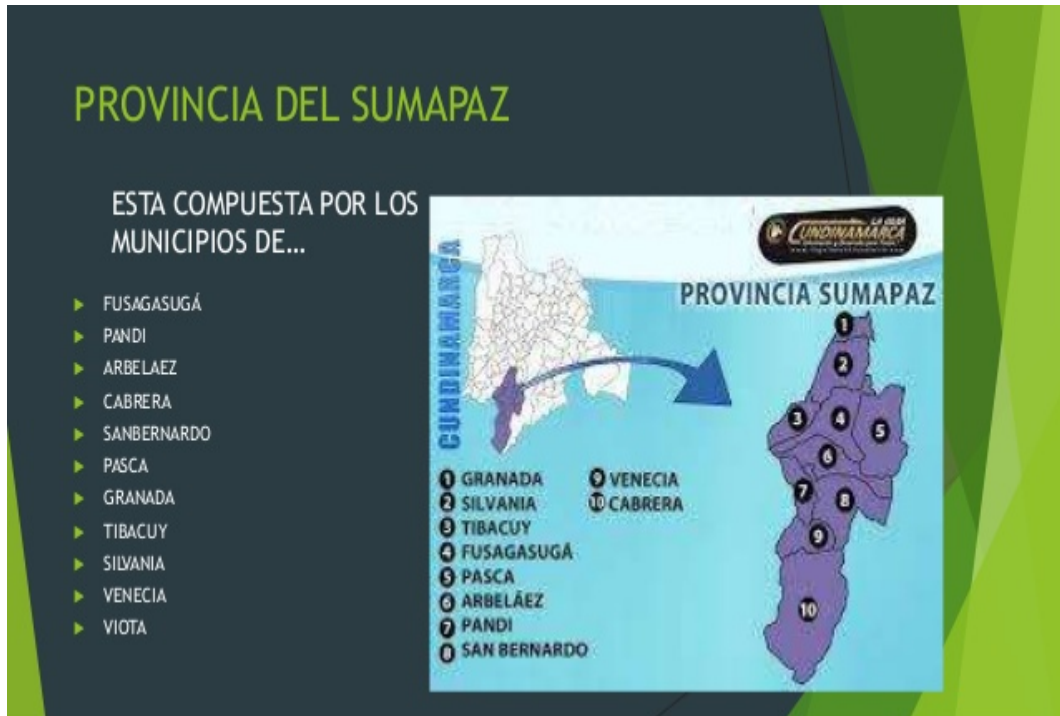 PROVINCIA DEL SUMAPAZ
ESTA COMPUESTA POR LOS
MUNICIPIOS DE...
FUSAGASUGÁ
PANDI
ARBELAEZ
CABRERA
SANBERNARDO
PASCA
GRANADA
TIBACUY
SILVANIA
VENECIA
VIOTA
CUNDINAMARCA
LA GUIA
CUNDINAMARCA
PROVINCIA SUMAPAZ
1
2
3
4
5
6
7
8
9
10
1 GRANADA
2 SILVANIA
3 TIBACUY
4 FUSAGASUGÁ
5 PASCA
6 ARBELÁEZ
7 PANDI
8 SAN BERNARDO
9 VENECIA
10 CABRERA